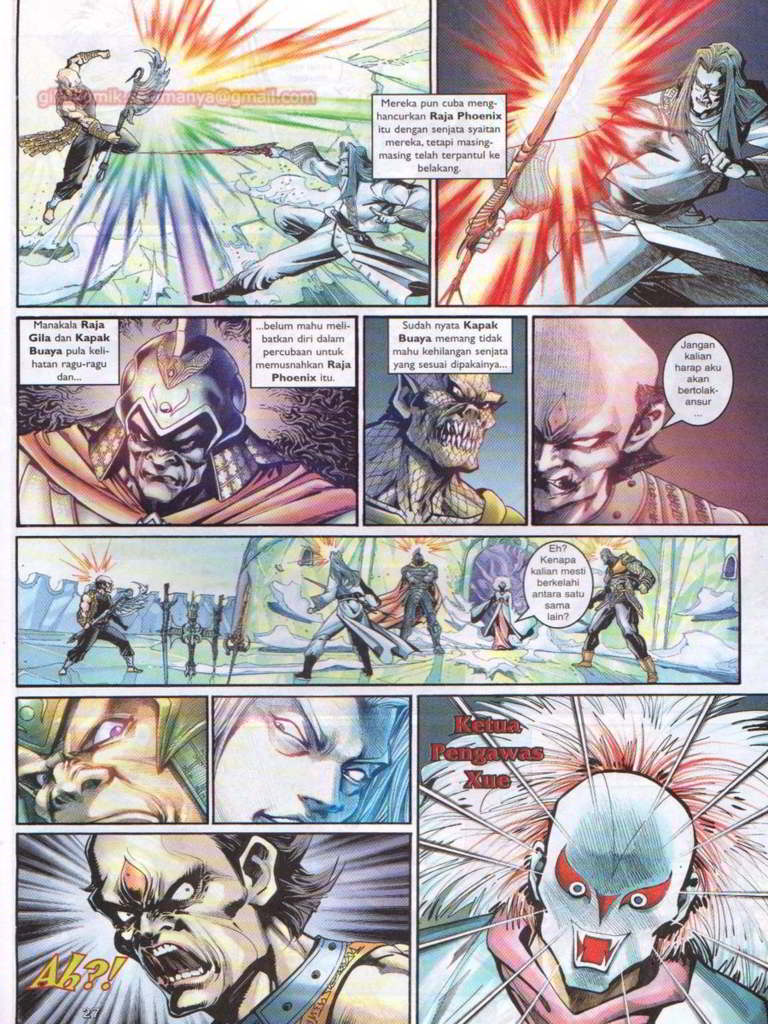 Mereka pun cuba meng-
hancurkan Raja Phoenix
itu dengan senjata syaitan
mereka, tetapi masing-
masing telah terpantul ke
belakang.
Manakala Raja
Gila dan Kapak
Buaya pula keli-
hatan ragu-ragu
dan...
...belum mahu meli-
batkan diri dalam
percubaan untuk
memusnahkan Raja
Phoenix itu.
Sudah nyata Kapak
Buaya memang tidak
mahu kehilangan senjata
yang sesuai dipakainya...
Jangan
kalian
harap aku
akan
bertolak-
ansur
...
Eh?
Kenapa
kalian mesti
berkelahi
antara satu
sama
lain?
Ketua
Pengawas
Xue
Ah?!
27